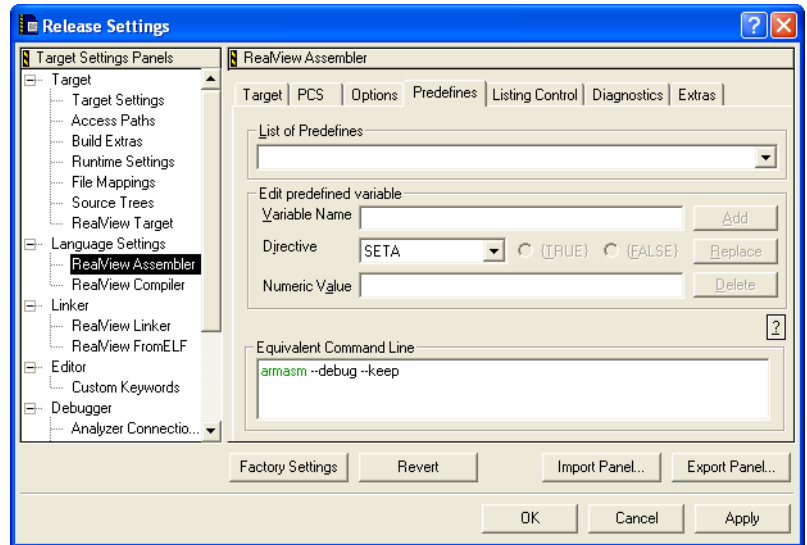 Release Settings
Target Settings Panels
Target
Target Settings
Access Paths
Build Extras
Runtime Settings
File Mappings
Source Trees
RealView Target
Language Settings
RealView Assembler
RealView Compiler
Linker
RealView Linker
RealView FromELF
Editor
Custom Keywords
Debugger
Analyzer Connectio...
RealView Assembler
Target PCS Options Predefines Listing Control Diagnostics Extras
List of Predefines
Edit predefined variable
Variable Name Add
Directive SETA {TRUE} {FALSE} Replace
Numeric Value Delete
?
Equivalent Command Line
armasm --debug --keep
Factory Settings Revert Import Panel... Export Panel...
OK Cancel Apply